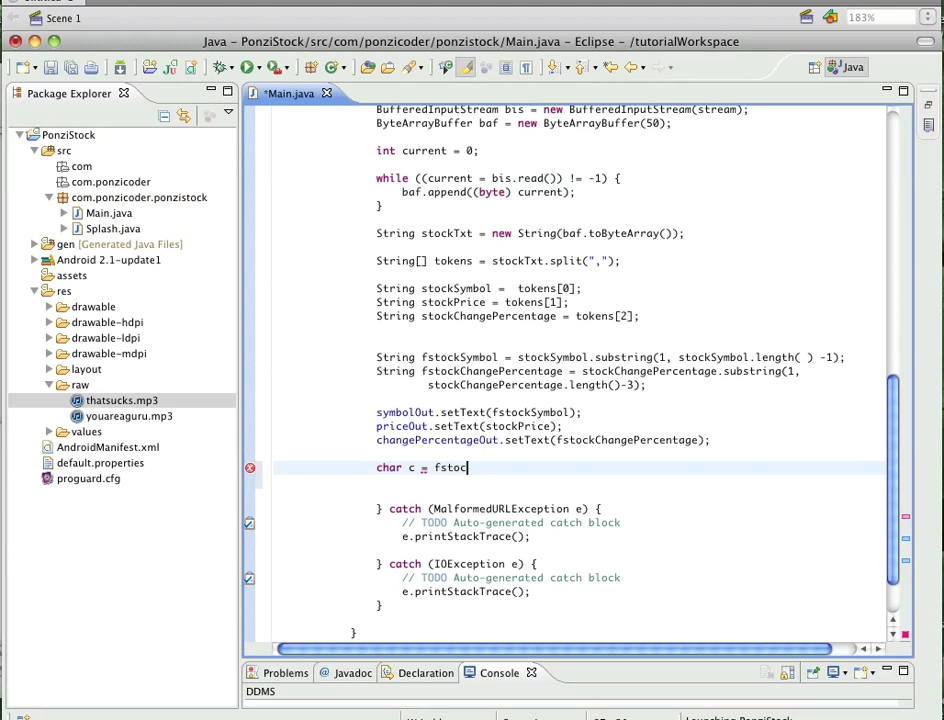 Scene 1
183%
Java - PonziStock/src/com/ponzicoder/ponzistock/Main.java - Eclipse - /tutorialWorkspace
Java
Package Explorer
*Main.java
PonziStock
src
com
com.ponzicoder
com.ponzicoder.ponzistock
Main.java
Splash.java
gen [Generated Java Files]
Android 2.1-update1
assets
res
drawable
drawable-hdpi
drawable-ldpi
drawable-mdpi
layout
raw
thatsucks.mp3
youareaguru.mp3
values
AndroidManifest.xml
default.properties
proguard.cfg
BufferedInputStream bis = new BufferedInputStream(stream);
ByteArrayBuffer baf = new ByteArrayBuffer(50);
int current = 0;
while ((current = bis.read()) != -1) {
baf.append((byte) current);
}
String stockTxt = new String(baf.toByteArray());
String[] tokens = stockTxt.split(",");
String stockSymbol =  tokens[0];
String stockPrice = tokens[1];
String stockChangePercentage = tokens[2];
String fstockSymbol = stockSymbol.substring(1, stockSymbol.length( ) -1);
String fstockChangePercentage = stockChangePercentage.substring(1,
stockChangePercentage.length()-3);
symbolOut.setText(fstockSymbol);
priceOut.setText(stockPrice);
changePercentageOut.setText(fstockChangePercentage);
char c = fstoc
} catch (MalformedURLException e) {
// TODO Auto-generated catch block
e.printStackTrace();
} catch (IOException e) {
// TODO Auto-generated catch block
e.printStackTrace();
}
}
Problems
@ Javadoc
Declaration
Console
DDMS